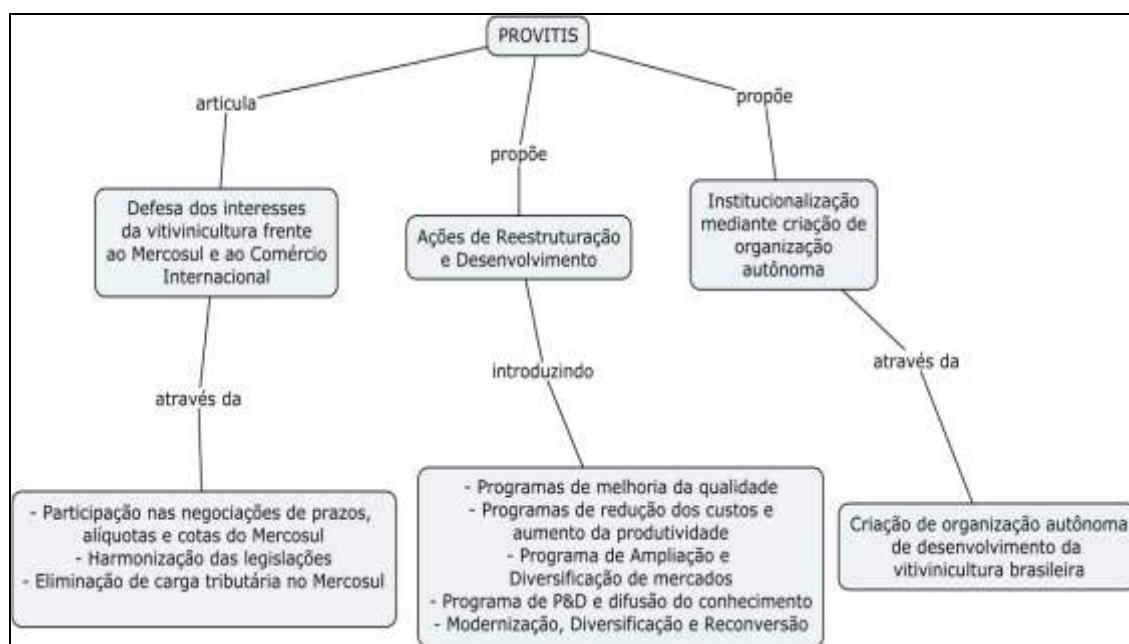 PROVITIS
articula
propõe
propõe
Defesa dos interesses
da vitivinicultura frente
ao Mercosul e ao Comércio
Internacional
Ações de Reestruturação
e Desenvolvimento
Institucionalização
mediante criação de
organização
autônoma
através da
introduzindo
através da
- Participação nas negociações de prazos,
alíquotas e cotas do Mercosul
- Harmonização das legislações
- Eliminação de carga tributária no Mercosul
- Programas de melhoria da qualidade
- Programas de redução dos custos e
aumento da produtividade
- Programa de Ampliação e
Diversificação de mercados
- Programa de P&D e difusão do conhecimento
- Modernização, Diversificação e Reconversão
Criação de organização autônoma
de desenvolvimento da
vitivinicultura brasileira